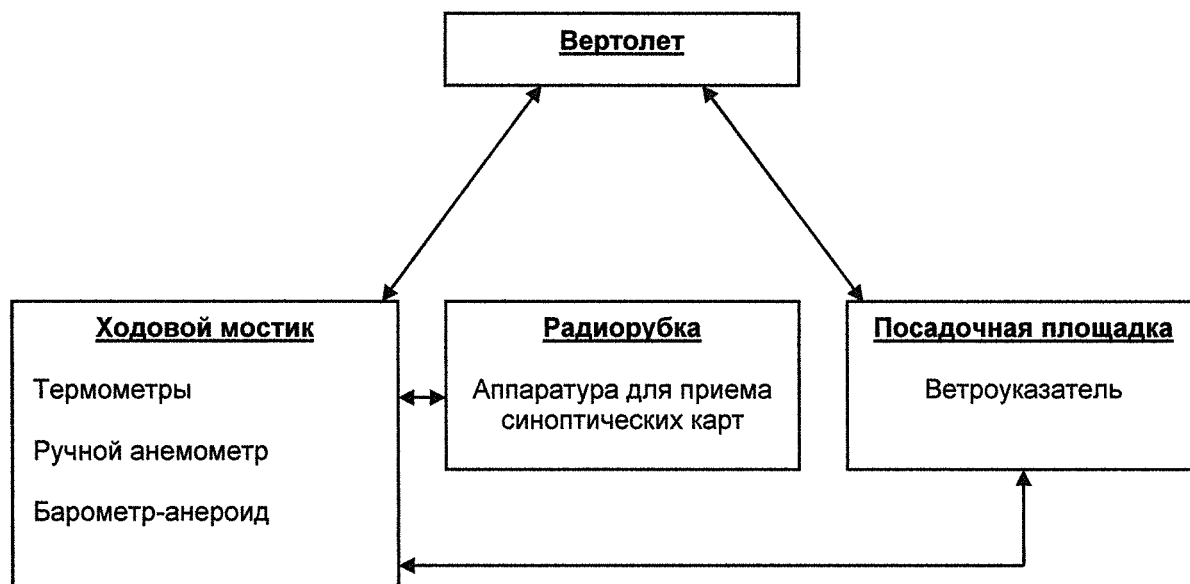 Вертолет
Ходовой мостик
Термометры
Ручной анемометр
Барометр-анероид
Радиорубка
Аппаратура для приема
синоптических карт
Посадочная площадка
Ветроуказатель